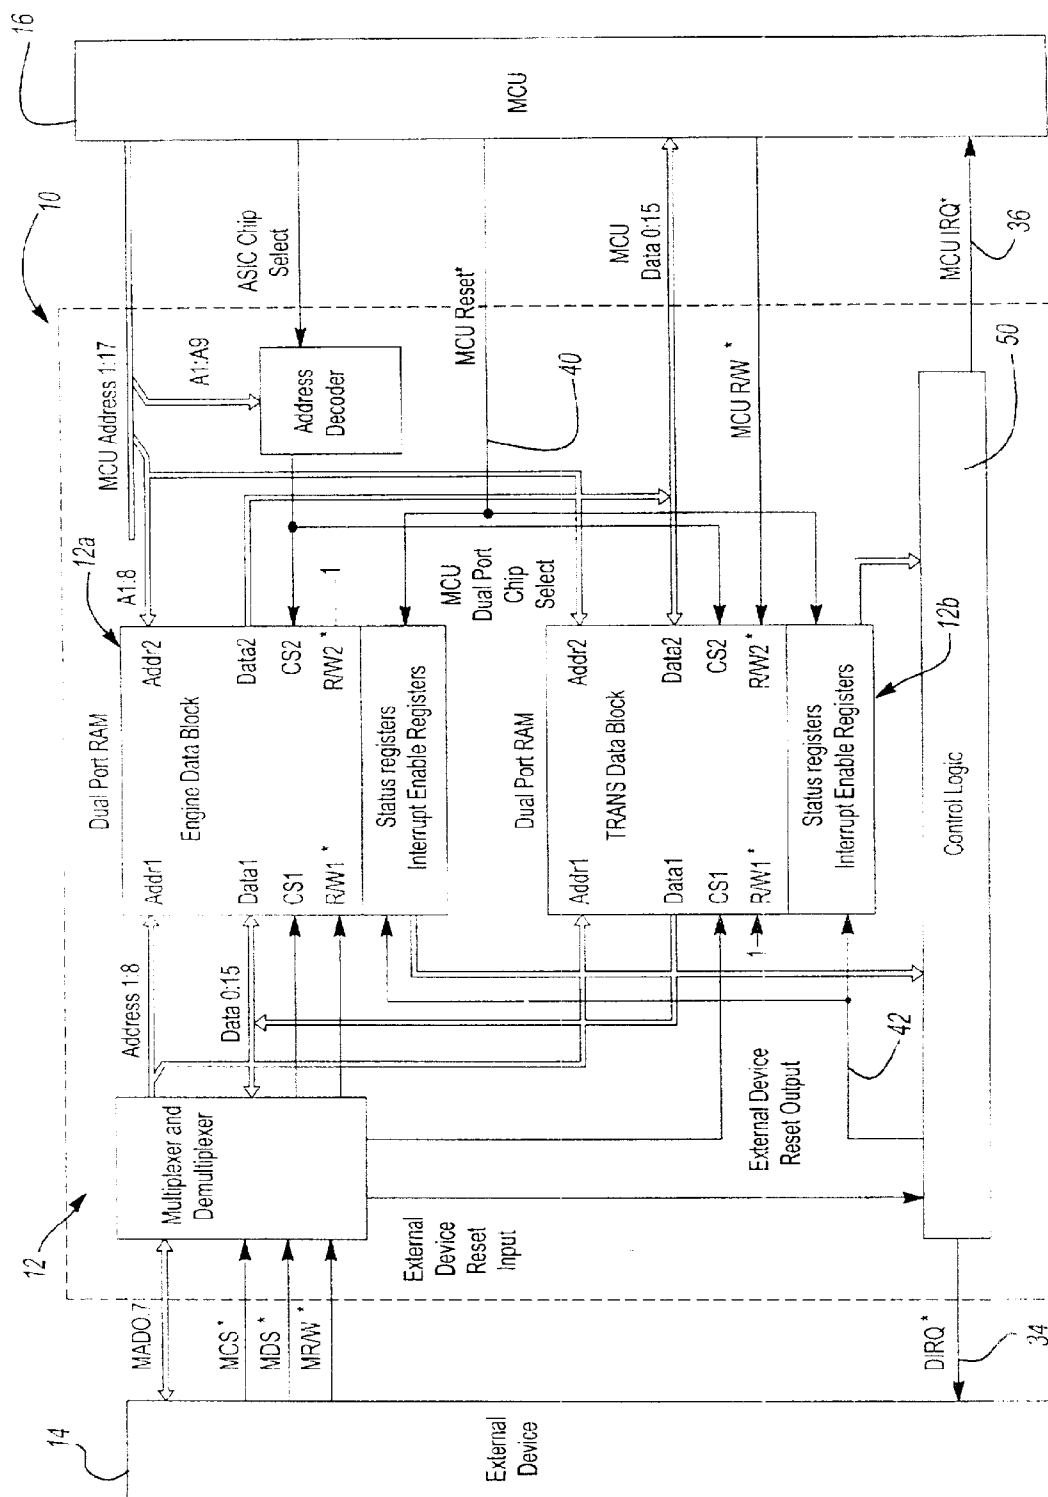 10
16
14
External
Device
MADO.7
MCS*
MDS*
MR/W*
DIRQ*
34
12
Multiplexer and
Demultiplexer
External
Device
Reset
Input
External Device
Reset Output
42
Address 1:8
Data 0:15
Dual Port RAM
12a
Addr1
Addr2
Engine Data Block
Data1
Data2
CS1
CS2
R/W1*
R/W2*
1
Status registers
Interrupt Enable Registers
MCU
Dual Port
Chip
Select
Dual Port RAM
Addr1
Addr2
TRANS Data Block
Data1
Data2
CS1
CS2
1
R/W1*
R/W2*
Status registers
Interrupt Enable Registers
12b
Control Logic
50
A1:8
MCU Address 1:17
A1:A9
Address
Decoder
ASIC Chip
Select
MCU Reset*
40
MCU
Data 0:15
MCU R/W*
MCU IRQ*
36
MCU